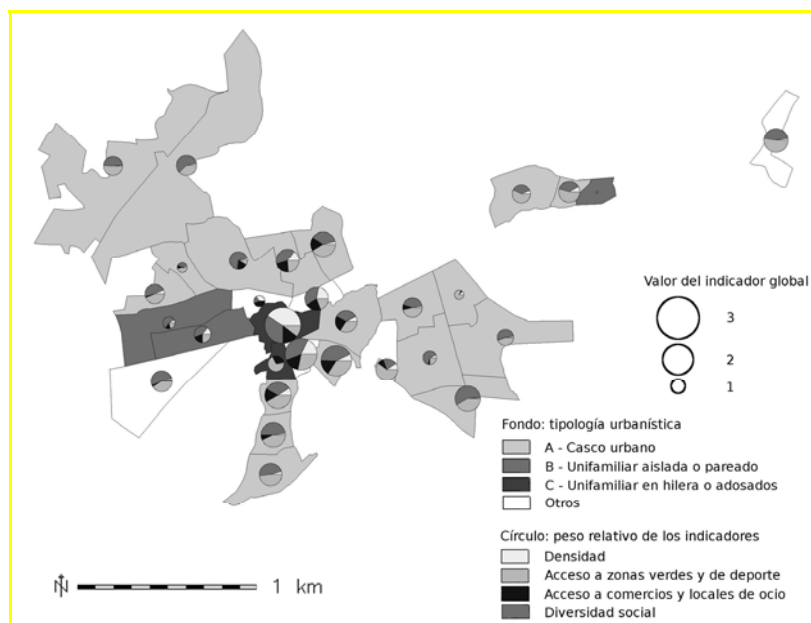 Valor del indicador global
3
2
1
Fondo: tipología urbanística
A - Casco urbano
B - Unifamiliar aislada o pareado
C - Unifamiliar en hilera o adosados
Otros
Círculo: peso relativo de los indicadores
Densidad
Acceso a zonas verdes y de deporte
Acceso a comercios y locales de ocio
Diversidad social
N
1 km